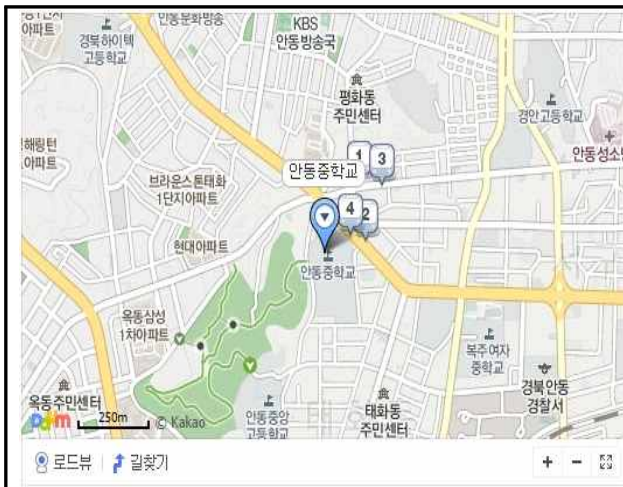 안동문화방송
KBS
안동방송국
아파트
경북하이텍
고등학교
평화동
주민센터
경안고등학교
안동성소
해링턴
아파트
1
3
안동중학교
브라운스톤태화
1단지아파트
4
2
현대아파트
안동중학교
옥동삼성
1차아파트
복주여자
중학교
옥동주민센터
태화동
주민센터
경북안동
경찰서
안동중앙
고등학교
Daum
250m
© Kakao
로드뷰
길찾기
+
-